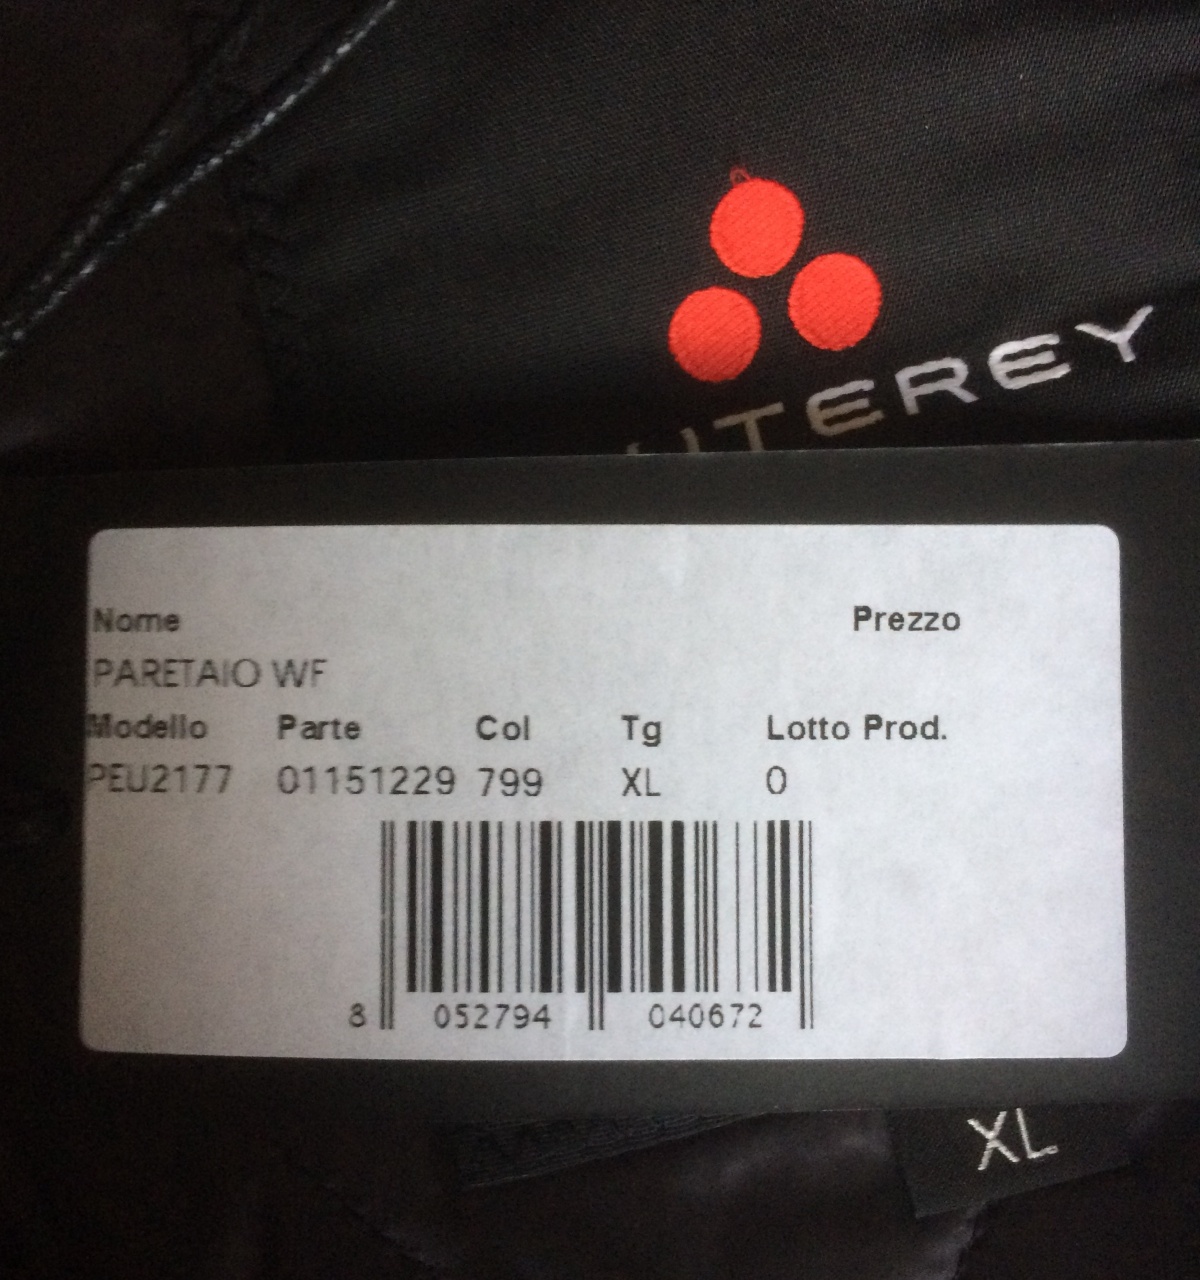 UTEREY
Nome Prezzo
PARETAIO WF
Modello Parte Col Tg Lotto Prod.
PEU2177 01151229 799 XL 0
8 052794 040672
XL